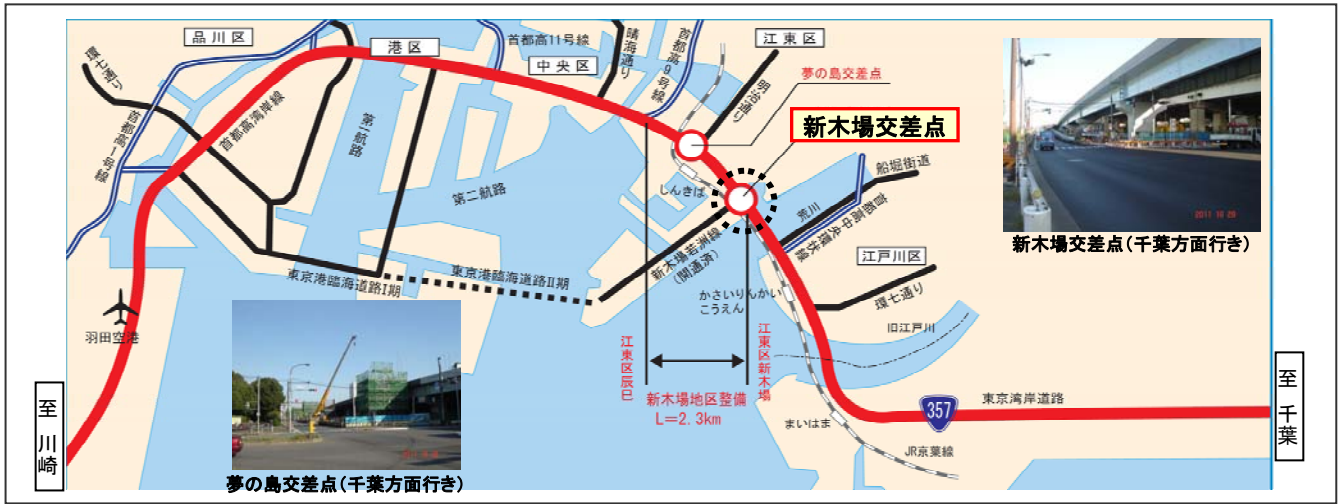 品川区
港区
首都高11号線
中央区
晴海通り
首都高9号線
江東区
夢の島交差点
明治通り
新木場交差点
環七通り
首都高1号線
首都高湾岸線
第一航路
第二航路
しんきば
船堀街道
荒川
首都高中央環状線
新木場若洲線
(開通済)
江戸川区
環七通り
2011 10 20
新木場交差点(千葉方面行き)
東京港臨海道路Ⅰ期
東京港臨海道路Ⅱ期
かさいりんかい
こうえん
旧江戸川
羽田空港
江東区辰巳
江東区新木場
新木場地区整備
L=2.3km
357
東京湾岸道路
まいはま
JR京葉線
至 川崎
至 千葉
夢の島交差点(千葉方面行き)